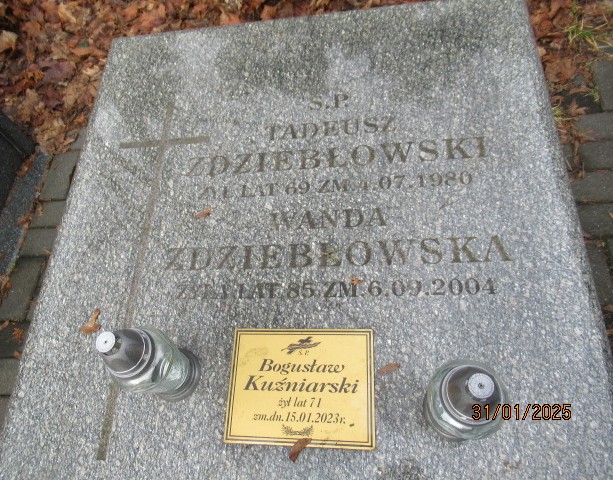 Ś.P.
TADEUSZ
ZDZIEBŁOWSKI
ŻYŁ LAT 69 ZM. 4.07.1980
WANDA
ZDZIEBŁOWSKA
ŻYŁA LAT 85 ZM. 6.09.2004
Ś.P.
Bogusław
Kuźniarski
żył lat 71
zm.dn.15.01.2023r.
31/01/2025